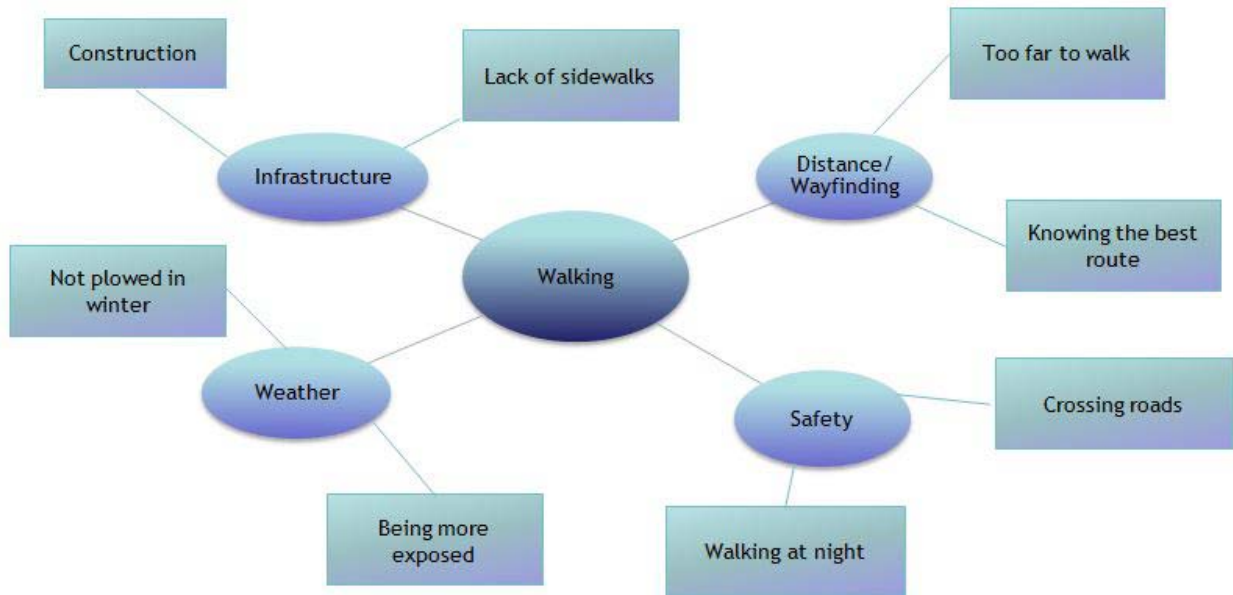 Construction
Lack of sidewalks
Too far to walk
Infrastructure
Distance/
Wayfinding
Knowing the best
route
Not plowed in
winter
Walking
Weather
Safety
Crossing roads
Being more
exposed
Walking at night